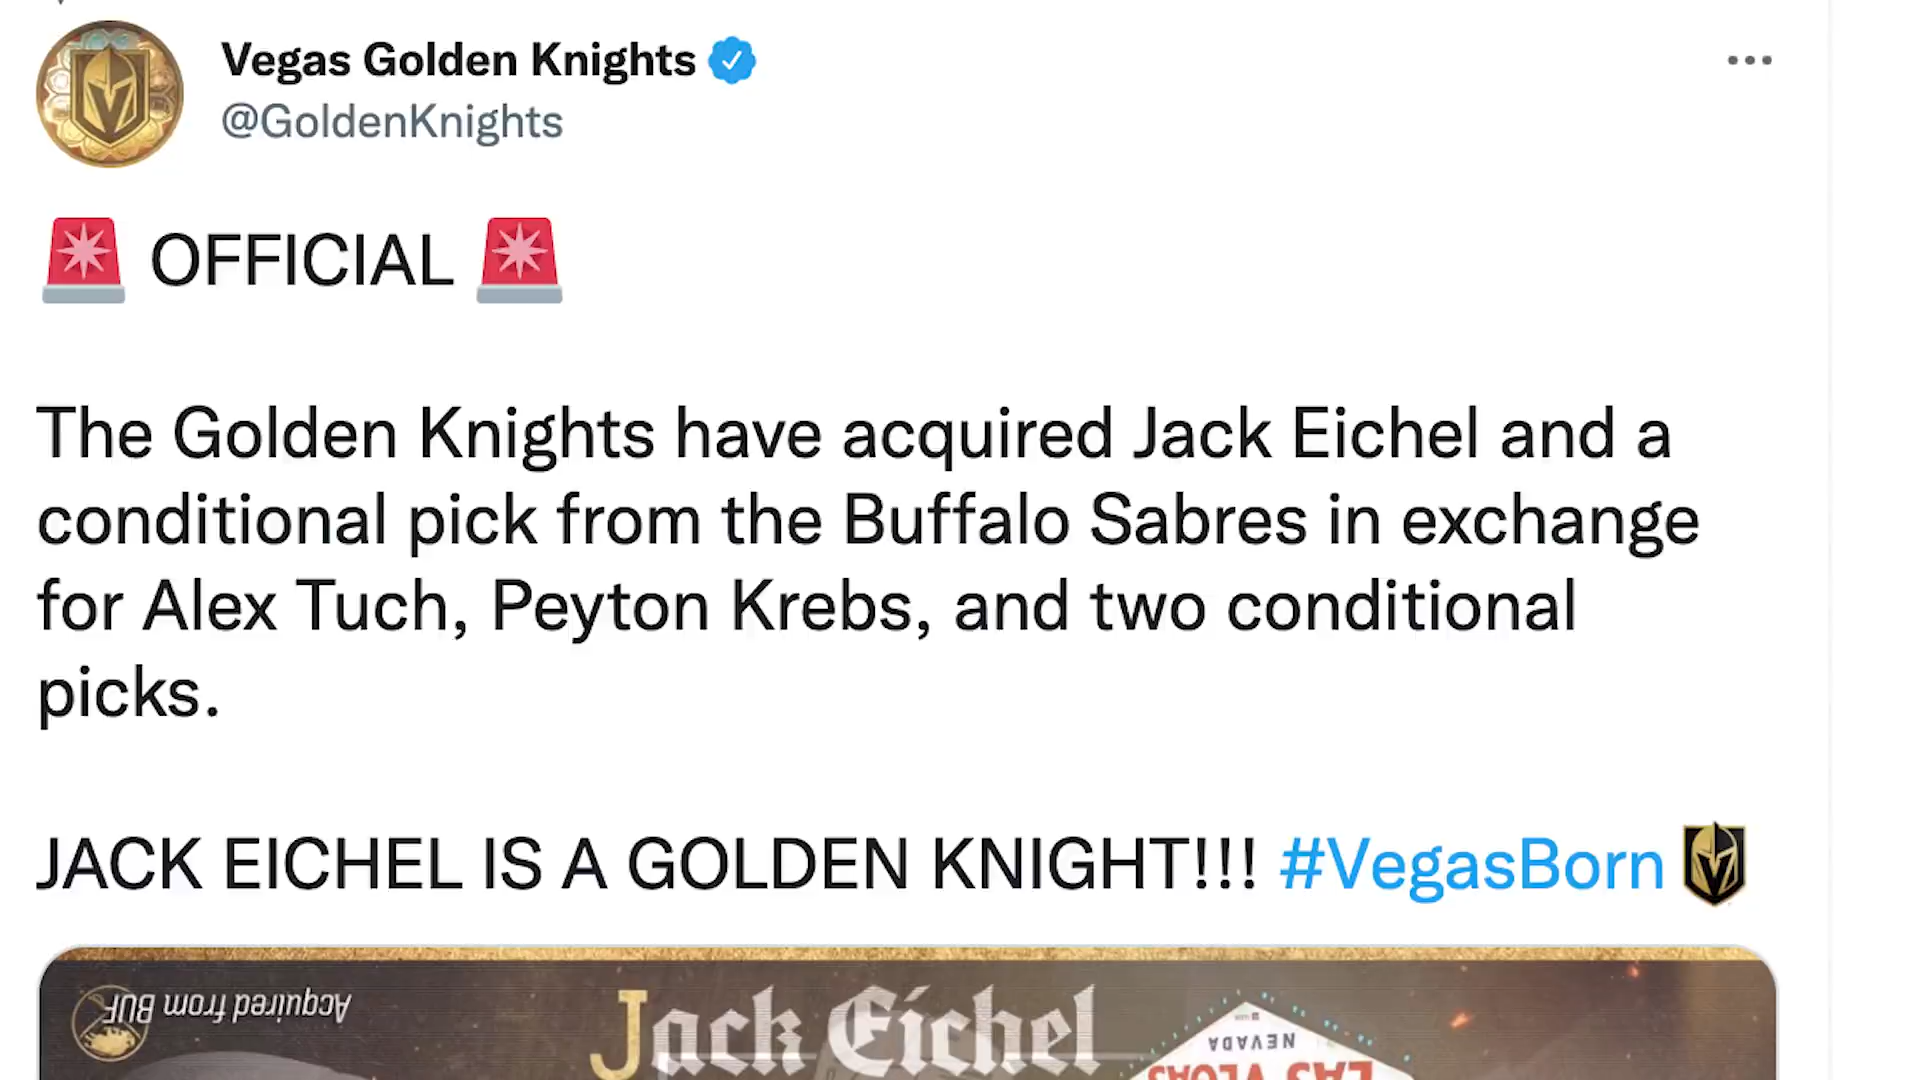 Vegas Golden Knights
@GoldenKnights
🚨 OFFICIAL 🚨
The Golden Knights have acquired Jack Eichel and a
conditional pick from the Buffalo Sabres in exchange
for Alex Tuch, Peyton Krebs, and two conditional
picks.
JACK EICHEL IS A GOLDEN KNIGHT!!! #VegasBorn
Acquired from BUF
Jack Eichel
NEVADA
LAS VEGAS